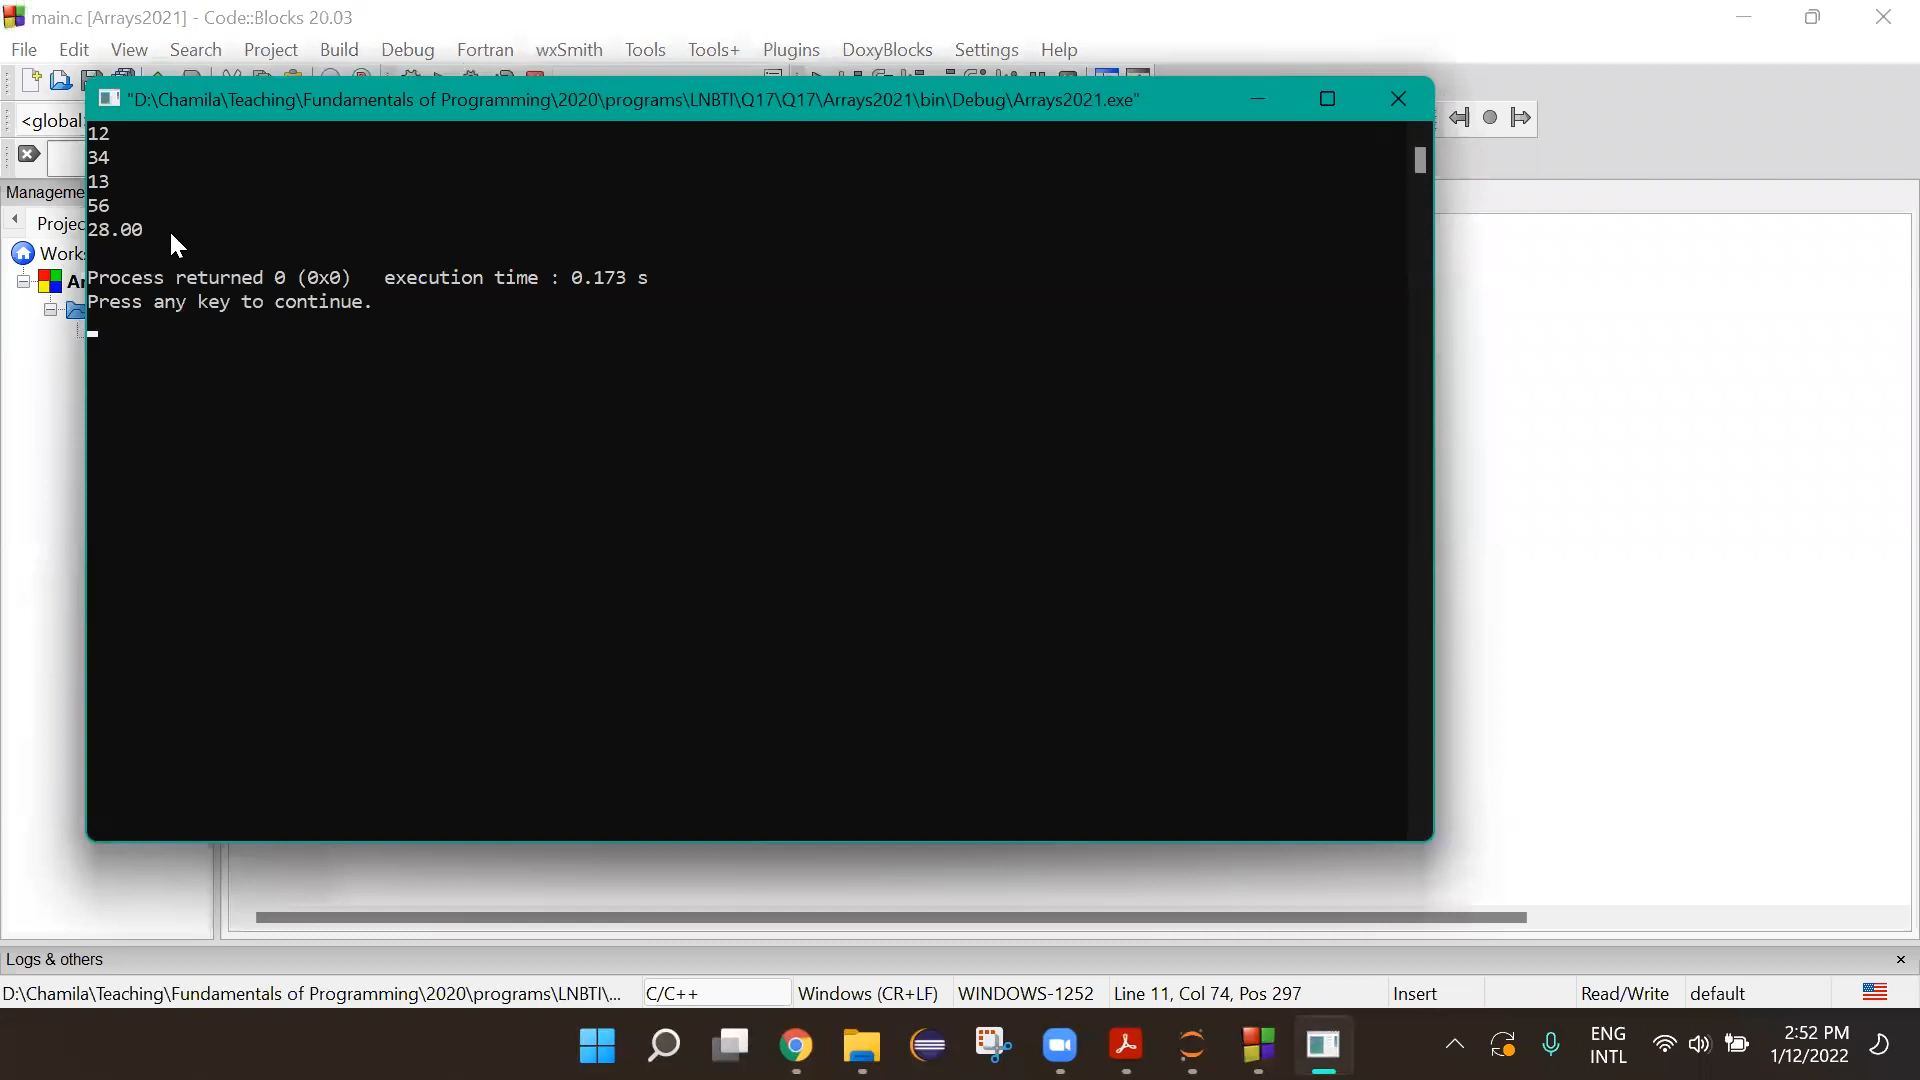 main.c [Arrays2021] - Code::Blocks 20.03
File Edit View Search Project Build Debug Fortran wxSmith Tools Tools+ Plugins DoxyBlocks Settings Help
"D:\Chamila\Teaching\Fundamentals of Programming\2020\programs\LNBTI\Q17\Q17\Arrays2021\bin\Debug\Arrays2021.exe"
<global
12
34
13
Manageme
56
Projec
28.00
Works
Process returned 0 (0x0)   execution time : 0.173 s
Ar
Press any key to continue.
Logs & others
D:\Chamila\Teaching\Fundamentals of Programming\2020\programs\LNBTI\... C/C++ Windows (CR+LF) WINDOWS-1252 Line 11, Col 74, Pos 297 Insert Read/Write default
ENG
INTL
2:52 PM
1/12/2022